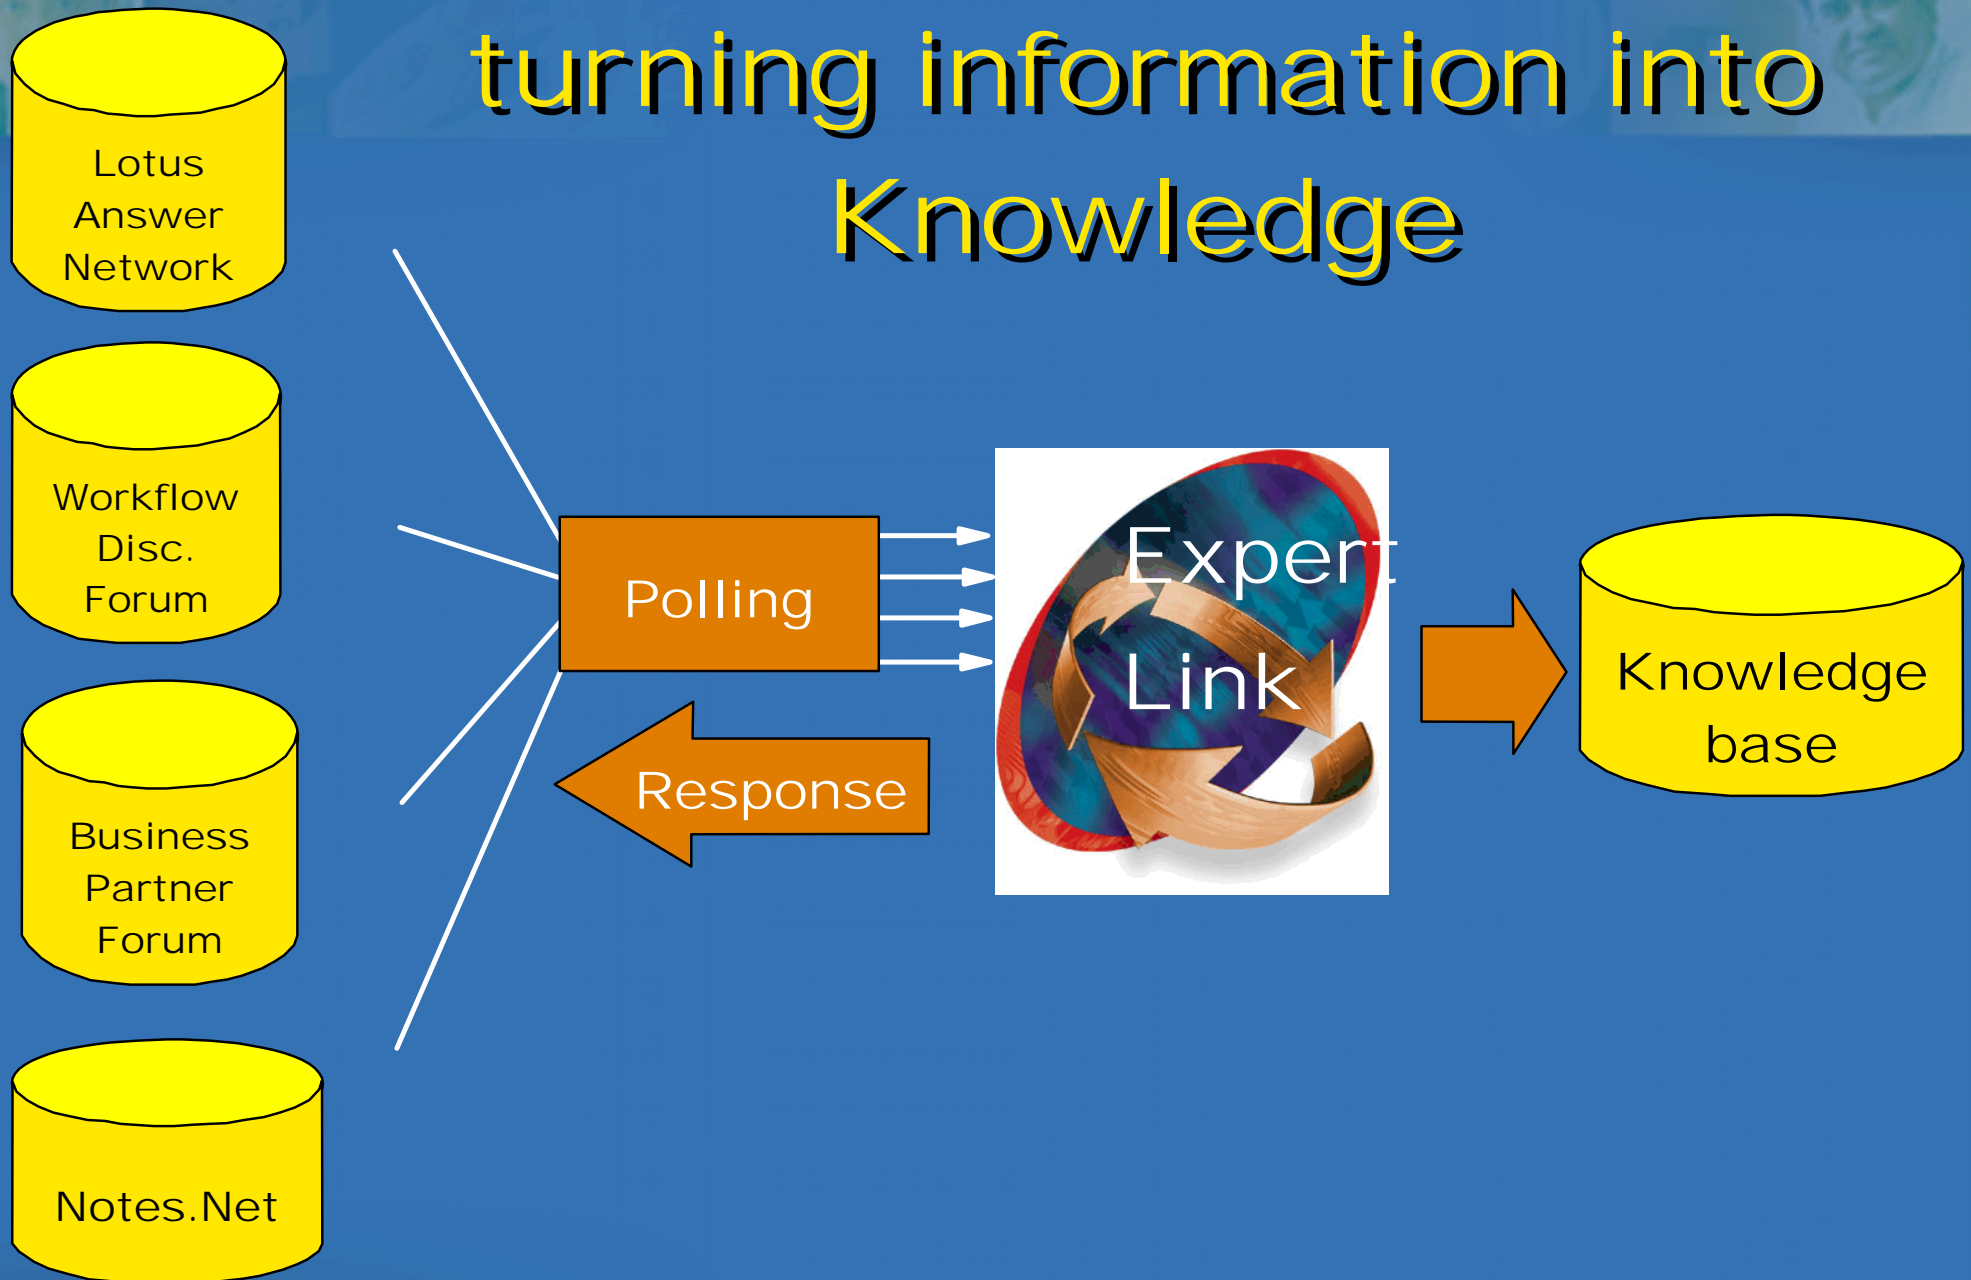 turning information into
Knowledge
Lotus
Answer
Network
Workflow
Disc.
Forum
Business
Partner
Forum
Notes.Net
Polling
Response
Expert
Link
Knowledge
base